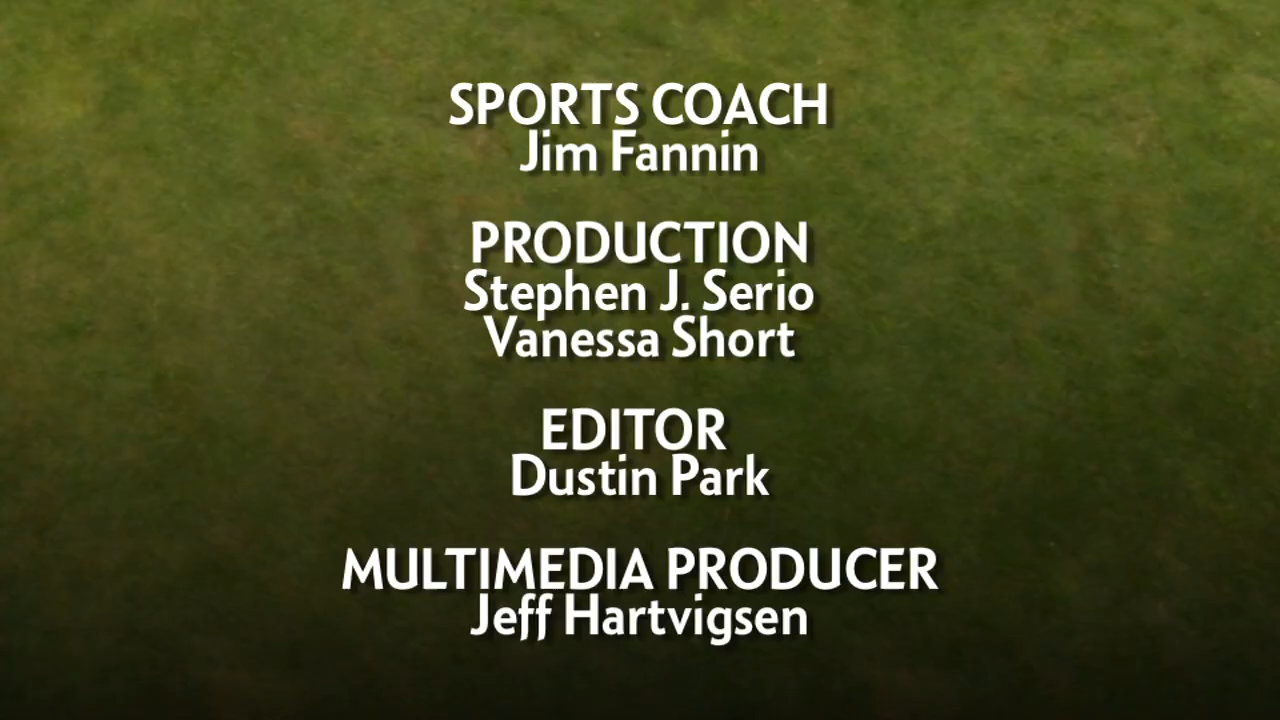 SPORTS COACH
Jim Fannin
PRODUCTION
Stephen J. Serio
Vanessa Short
EDITOR
Dustin Park
MULTIMEDIA PRODUCER
Jeff Hartvigsen